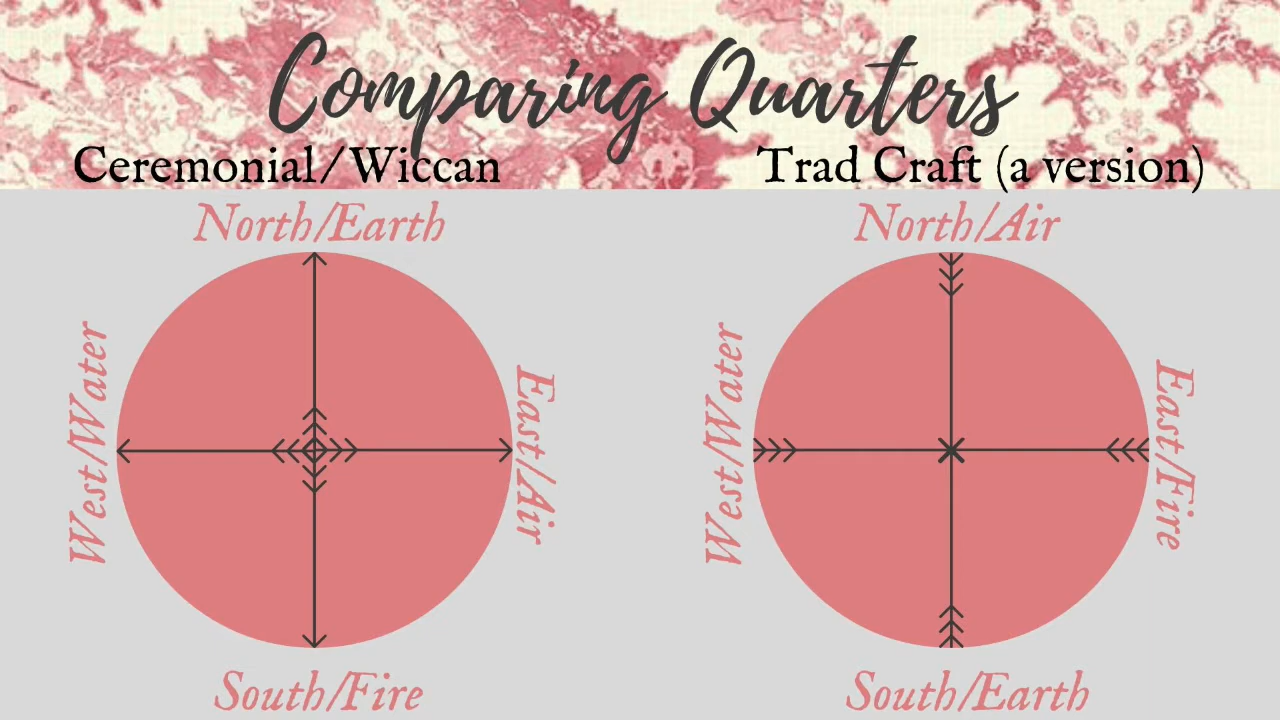 Comparing Quarters
Ceremonial/Wiccan
Trad Craft (a version)
North/Earth
West/Water
East/Air
South/Fire
North/Air
West/Water
East/Fire
South/Earth